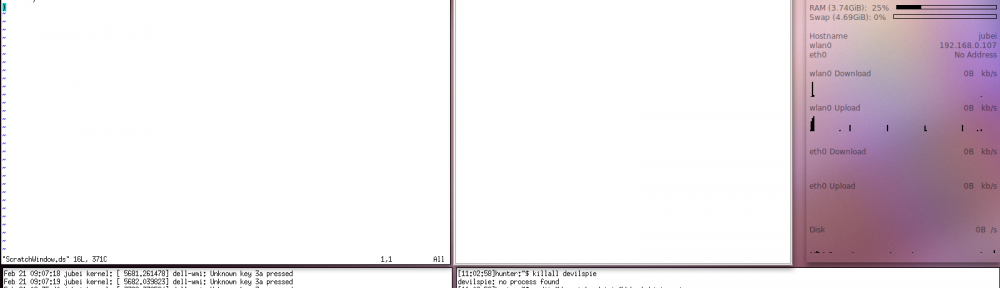 "ScratchWindow.ds" 16L, 371C 1,1 All
Feb 21 09:07:18 jubei kernel: [ 5681.261478] dell-wmi: Unknown key 3a pressed
Feb 21 09:07:19 jubei kernel: [ 5682.039823] dell-wmi: Unknown key 3a pressed
[11:02:58]hunter:~$ killall devilspie
devilspie: no process found
RAM (3.74GiB): 25%
Swap (4.69GiB): 0%
Hostname jubei
wlan0 192.168.0.107
eth0 No Address
wlan0 Download 0B kb/s
wlan0 Upload 0B kb/s
eth0 Download 0B kb/s
eth0 Upload 0B kb/s
Disk 0B /s